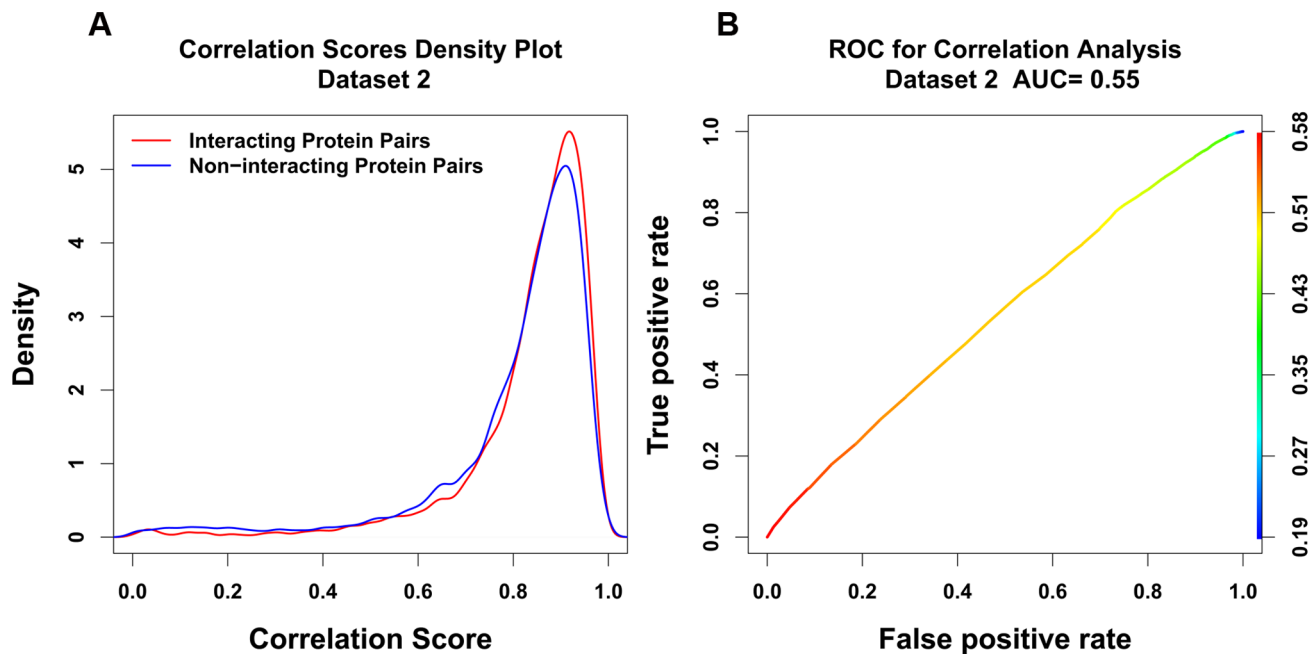 A
Correlation Scores Density Plot
Dataset 2
Interacting Protein Pairs
Non−interacting Protein Pairs
Density
0
1
2
3
4
5
0.0 0.2 0.4 0.6 0.8 1.0
Correlation Score
B
ROC for Correlation Analysis
Dataset 2 AUC= 0.55
True positive rate
0.0 0.2 0.4 0.6 0.8 1.0
0.0 0.2 0.4 0.6 0.8 1.0
False positive rate
0.19 0.27 0.35 0.43 0.51 0.58